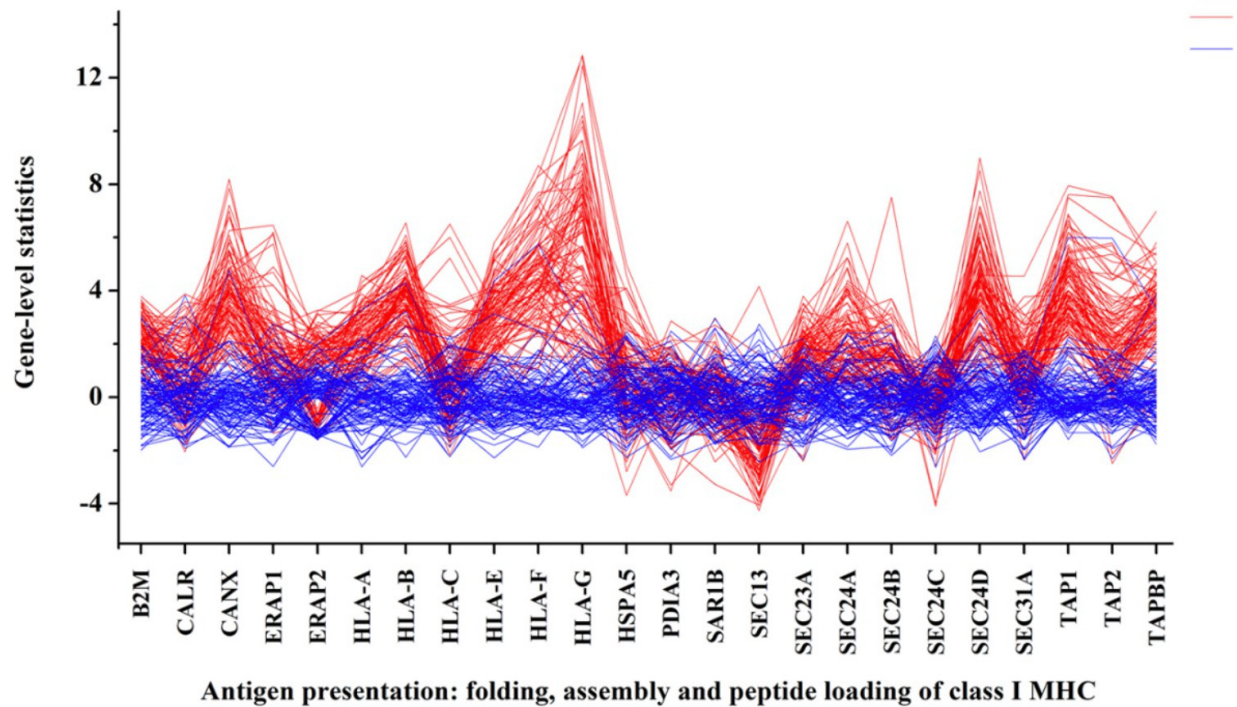 Gene-level statistics
12
8
4
0
-4
B2M
CALR
CANX
ERAP1
ERAP2
HLA-A
HLA-B
HLA-C
HLA-E
HLA-F
HLA-G
HSPA5
PDIA3
SAR1B
SEC13
SEC23A
SEC24A
SEC24B
SEC24C
SEC24D
SEC31A
TAP1
TAP2
TAPBP
Antigen presentation: folding, assembly and peptide loading of class I MHC